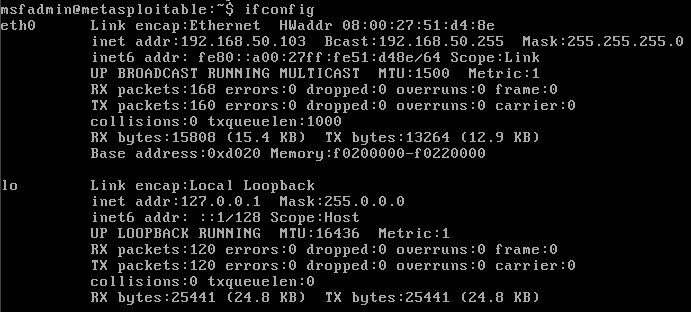 msfadmin@metasploitable:~$ ifconfig
eth0      Link encap:Ethernet  HWaddr 08:00:27:51:d4:8e
          inet addr:192.168.50.103  Bcast:192.168.50.255  Mask:255.255.255.0
          inet6 addr: fe80::a00:27ff:fe51:d48e/64 Scope:Link
          UP BROADCAST RUNNING MULTICAST  MTU:1500  Metric:1
          RX packets:168 errors:0 dropped:0 overruns:0 frame:0
          TX packets:160 errors:0 dropped:0 overruns:0 carrier:0
          collisions:0 txqueuelen:1000
          RX bytes:15808 (15.4 KB)  TX bytes:13264 (12.9 KB)
          Base address:0xd020 Memory:f0200000-f0220000
lo        Link encap:Local Loopback
          inet addr:127.0.0.1  Mask:255.0.0.0
          inet6 addr: ::1/128 Scope:Host
          UP LOOPBACK RUNNING  MTU:16436  Metric:1
          RX packets:120 errors:0 dropped:0 overruns:0 frame:0
          TX packets:120 errors:0 dropped:0 overruns:0 carrier:0
          collisions:0 txqueuelen:0
          RX bytes:25441 (24.8 KB)  TX bytes:25441 (24.8 KB)